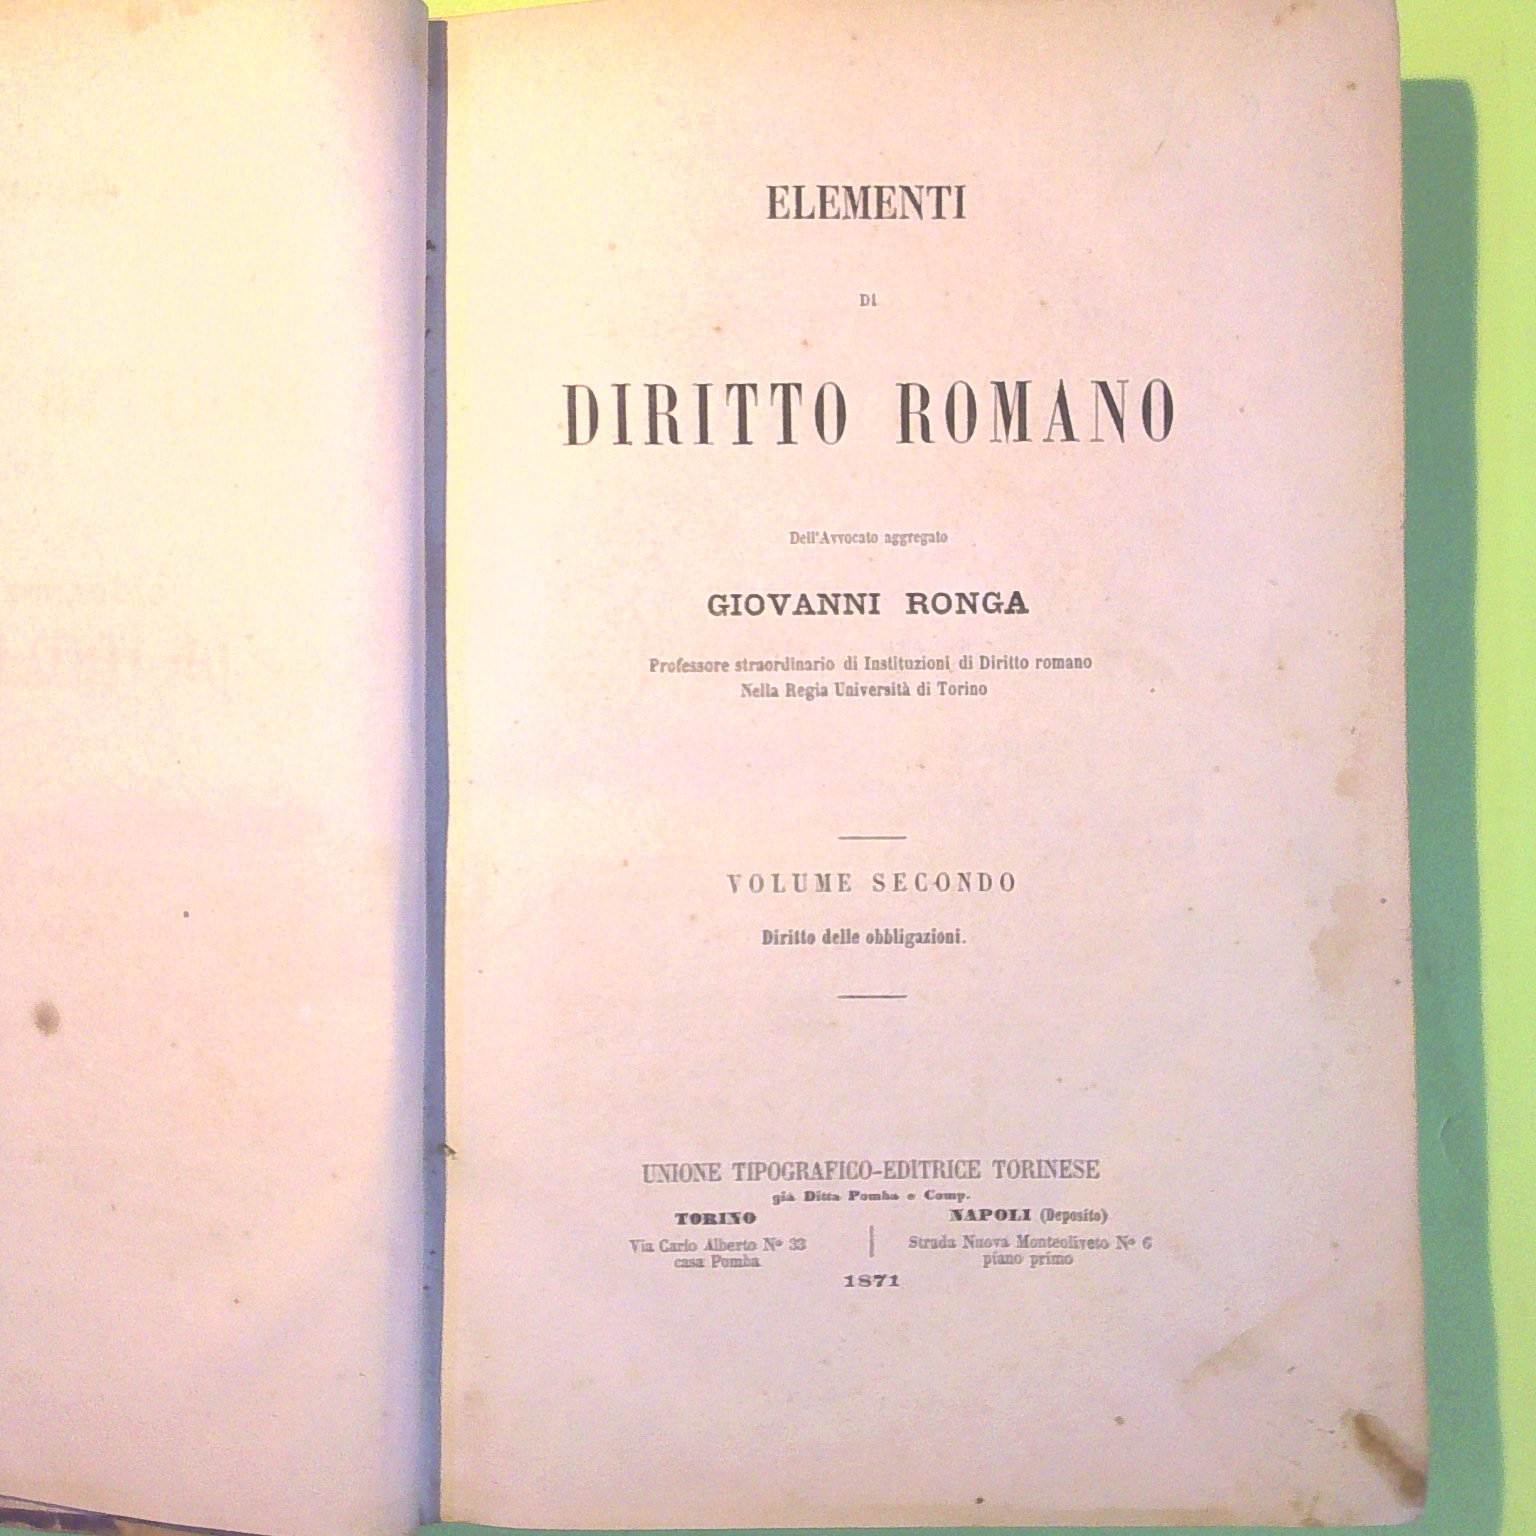 ELEMENTI
DI
DIRITTO ROMANO
Dell'Avvocato aggregato
GIOVANNI RONGA
Professore straordinario di Instituzioni di Diritto romano
Nella Regia Università di Torino
VOLUME SECONDO
Diritto delle obbligazioni.
UNIONE TIPOGRAFICO-EDITRICE TORINESE
già Ditta Pomba e Comp.
TORINO
Via Carlo Alberto Nº 33
casa Pomba
NAPOLI (Deposito)
Strada Nuova Monteoliveto Nº 6
piano primo
1871